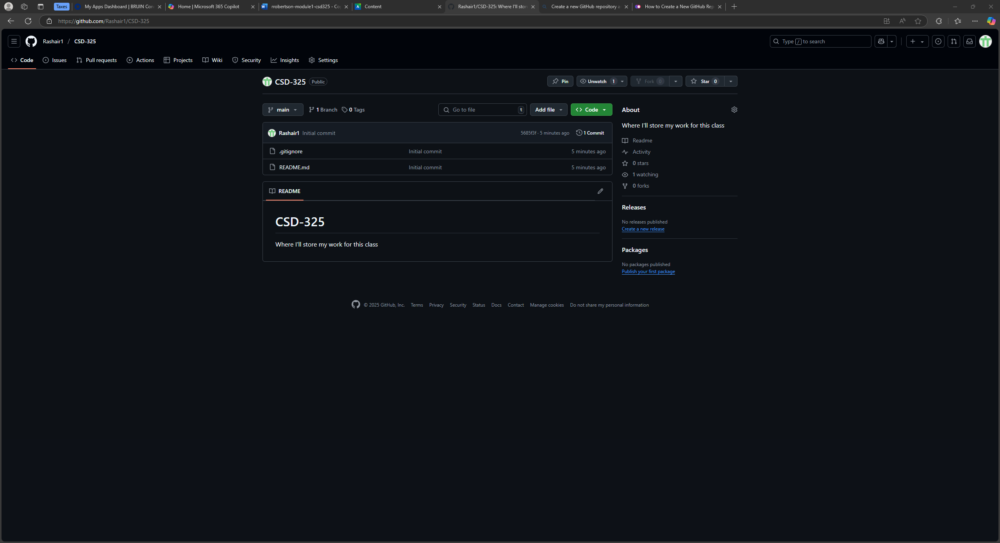 Taxes
My Apps Dashboard | BRUIN Con
Home | Microsoft 365 Copilot
rrobertson-module1-csd325 - Co
Content
Rashair1/CSD-325: Where I'll stor
Create a new GitHub repository a
How to Create a New GitHub Rep
https://github.com/Rashair1/CSD-325
Rashair1 / CSD-325
Type / to search
Code
Issues
Pull requests
Actions
Projects
Wiki
Security
Insights
Settings
CSD-325 Public
Pin
Unwatch 1
Fork 0
Star 0
main
1 Branch
0 Tags
Go to file t
Add file
Code
Rashair1 Initial commit 5685f3f · 5 minutes ago 1 Commit
.gitignore Initial commit 5 minutes ago
README.md Initial commit 5 minutes ago
README
CSD-325
Where I'll store my work for this class
About
Where I'll store my work for this class
Readme
Activity
0 stars
1 watching
0 forks
Releases
No releases published
Create a new release
Packages
No packages published
Publish your first package
© 2025 GitHub, Inc. Terms Privacy Security Status Docs Contact Manage cookies Do not share my personal information